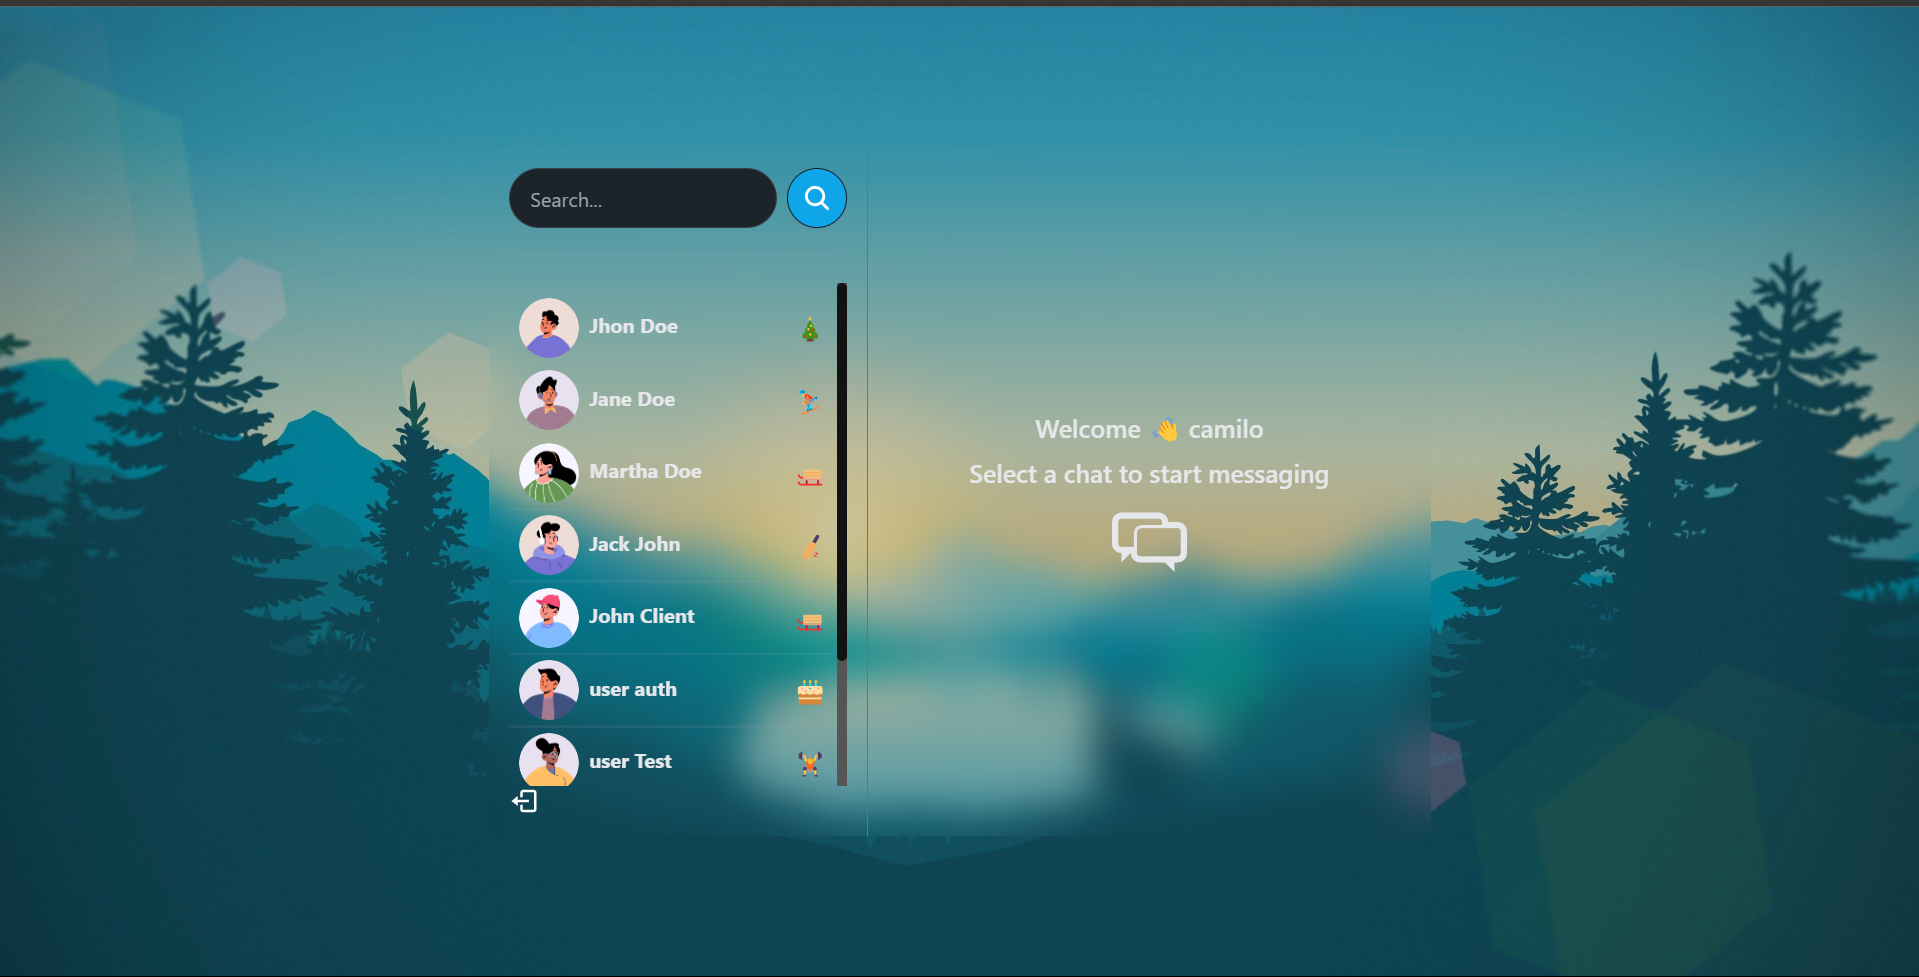 Search...
Jhon Doe
Jane Doe
Martha Doe
Jack John
John Client
user auth
user Test
Welcome 👋 camilo
Select a chat to start messaging